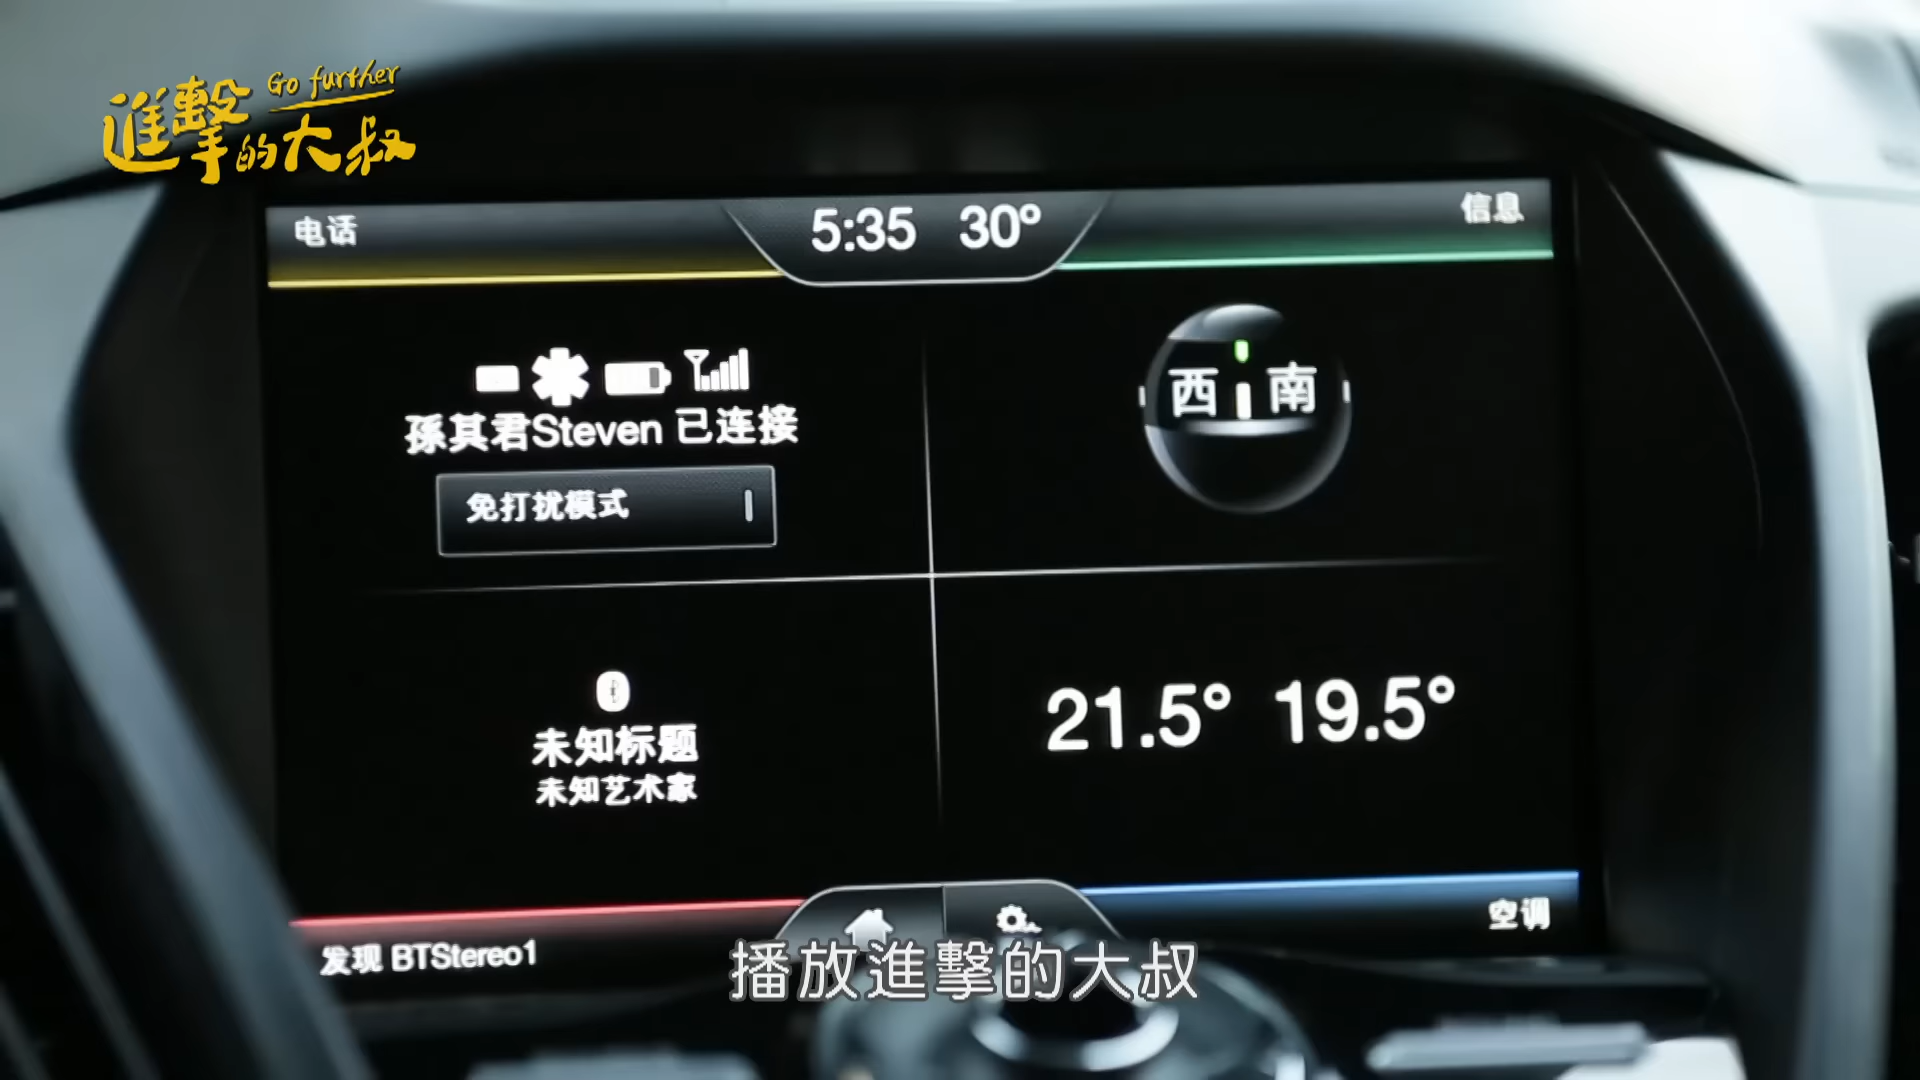 Go further
進擊的大叔
电话
5:35 30°
信息
孫其君Steven 已连接
免打扰模式
西 南
未知标题
未知艺术家
21.5° 19.5°
发现 BTStereo1
空调
播放進擊的大叔